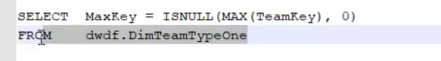 SELECT  MaxKey = ISNULL(MAX(TeamKey), 0)
FROM    dwdf.DimTeamTypeOne